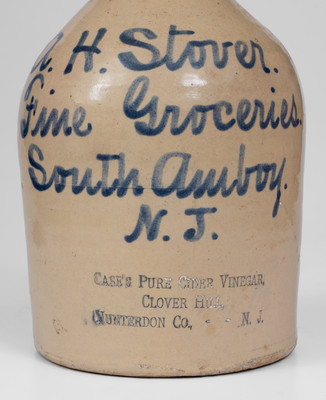 A. H. Stover.
Fine Groceries.
South Amboy.
N. J.
CASE'S PURE CIDER VINEGAR,
CLOVER HILL,
HUNTERDON CO., N. J.